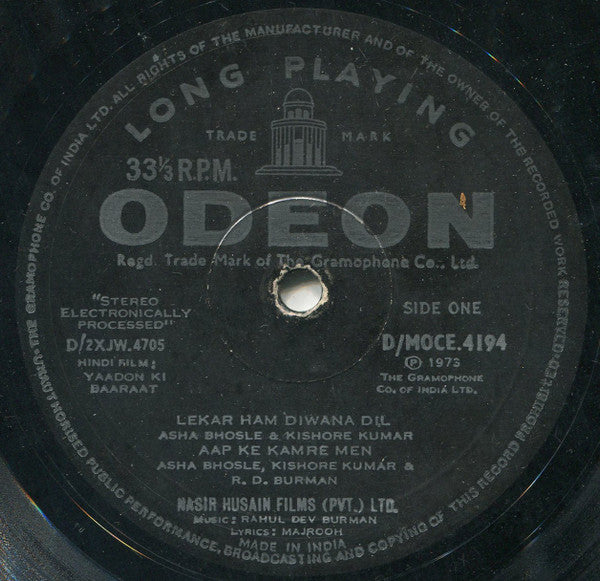 LONG PLAYING
TRADE MARK
33⅓ R.P.M.
ODEON
Regd. Trade Mark of The Gramophone Co., Ltd.
"STEREO
ELECTRONICALLY
PROCESSED"
D/2XJW.4705
HINDI FILM:
YAADON KI
BAARAAT
SIDE ONE
D/MOCE.4194
Ⓟ 1973
THE GRAMOPHONE
CO. OF INDIA LTD.
LEKAR HAM DIWANA DIL
ASHA BHOSLE & KISHORE KUMAR
AAP KE KAMRE MEN
ASHA BHOSLE, KISHORE KUMAR &
R. D. BURMAN
NASIR HUSAIN FILMS (PVT.) LTD.
MUSIC: RAHUL DEV BURMAN
LYRICS: MAJROOH
MADE IN INDIA
THE GRAMOPHONE CO. OF INDIA LTD. ALL RIGHTS OF THE MANUFACTURER AND OF THE OWNER OF THE RECORDED WORK RESERVED. UNAUTHORISED PUBLIC PERFORMANCE, BROADCASTING AND COPYING OF THIS RECORD PROHIBITED